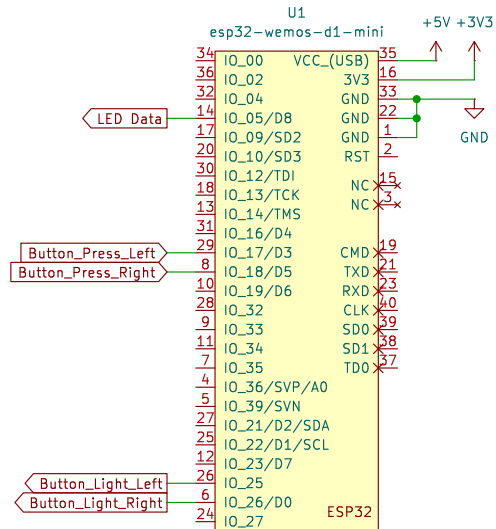 U1
esp32-wemos-d1-mini
+5V +3V3
34 IO_00 VCC_(USB) 35
36 IO_02 3V3 16
32 IO_04 GND 33
LED Data 14 IO_05/D8 GND 22
17 IO_09/SD2 GND 1
GND
20 IO_10/SD3 RST 2
30 IO_12/TDI
NC 15
18 IO_13/TCK
NC 3
13 IO_14/TMS
31 IO_16/D4
Button_Press_Left 29 IO_17/D3 CMD 19
Button_Press_Right 8 IO_18/D5 TXD 21
10 IO_19/D6 RXD 23
28 IO_32 CLK 40
9 IO_33 SD0 39
11 IO_34 SD1 38
7 IO_35 TD0 37
4 IO_36/SVP/A0
5 IO_39/SVN
27 IO_21/D2/SDA
25 IO_22/D1/SCL
12 IO_23/D7
Button_Light_Left 26 IO_25
Button_Light_Right 6 IO_26/D0
24 IO_27
ESP32